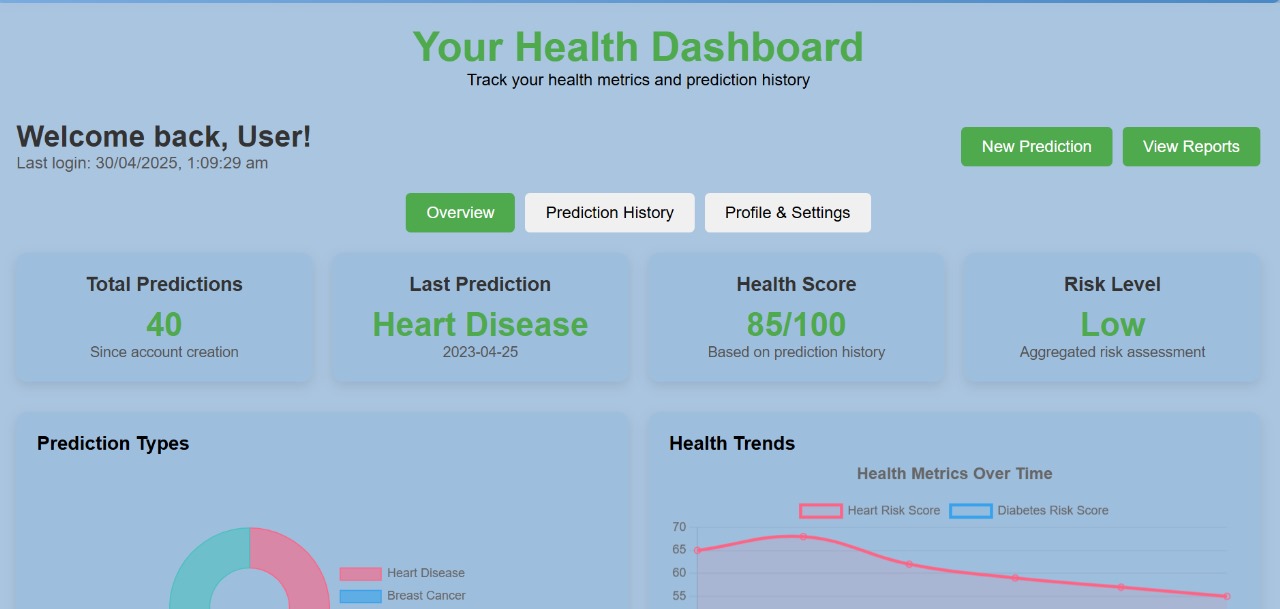 Your Health Dashboard
Track your health metrics and prediction history
Welcome back, User!
Last login: 30/04/2025, 1:09:29 am
New Prediction
View Reports
Overview
Prediction History
Profile & Settings
Total Predictions
40
Since account creation
Last Prediction
Heart Disease
2023-04-25
Health Score
85/100
Based on prediction history
Risk Level
Low
Aggregated risk assessment
Prediction Types
Heart Disease
Breast Cancer
Health Trends
Health Metrics Over Time
Heart Risk Score
Diabetes Risk Score
70
65
60
55